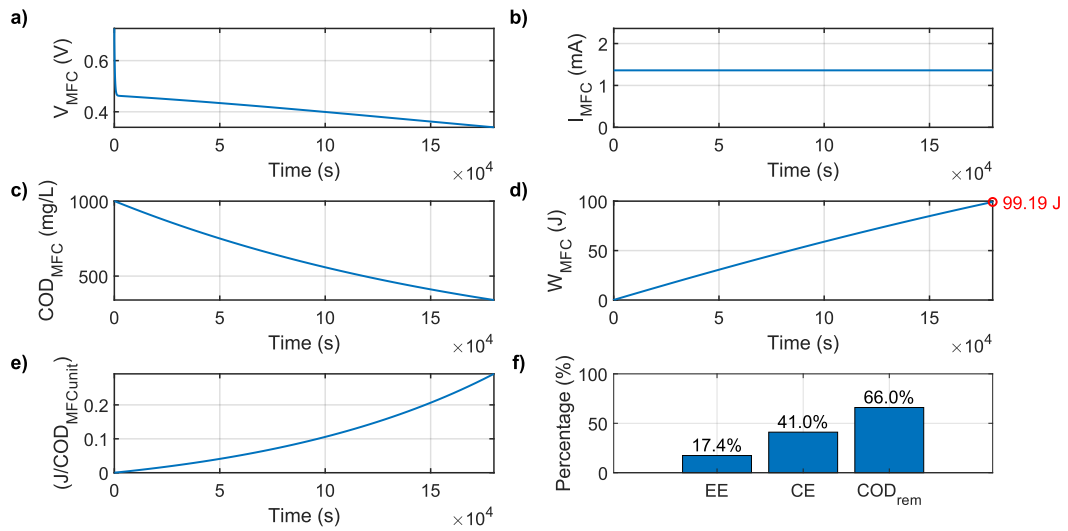 a)
V_MFC (V)
0.6
0.4
0
5
10
15
×10^4
Time (s)
b)
I_MFC (mA)
2
1
0
0
5
10
15
×10^4
Time (s)
c)
COD_MFC (mg/L)
1000
500
0
5
10
15
×10^4
Time (s)
d)
W_MFC (J)
100
50
0
99.19 J
0
5
10
15
×10^4
Time (s)
e)
(J/COD_MFCunit)
0.2
0.1
0
0
5
10
15
×10^4
Time (s)
f)
Percentage (%)
100
50
0
17.4%
41.0%
66.0%
EE
CE
COD_rem